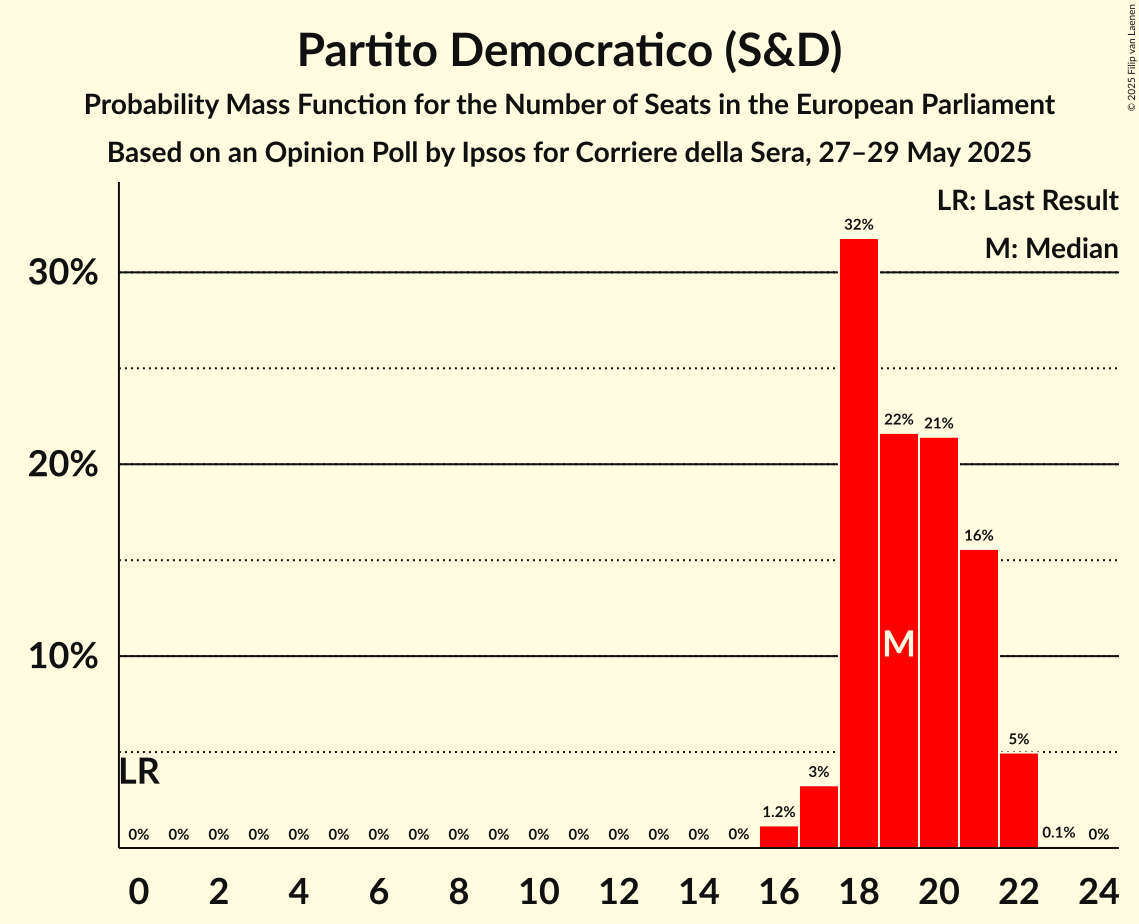 Partito Democratico (S&D)
Probability Mass Function for the Number of Seats in the European Parliament
Based on an Opinion Poll by Ipsos for Corriere della Sera, 27–29 May 2025
© 2025 Filip van Laenen
LR: Last Result
M: Median
30%
20%
10%
32%
22%
21%
16%
M
5%
LR
3%
1.2%
0% 0% 0% 0% 0% 0% 0% 0% 0% 0% 0% 0% 0% 0% 0% 0% 0.1% 0%
0 2 4 6 8 10 12 14 16 18 20 22 24